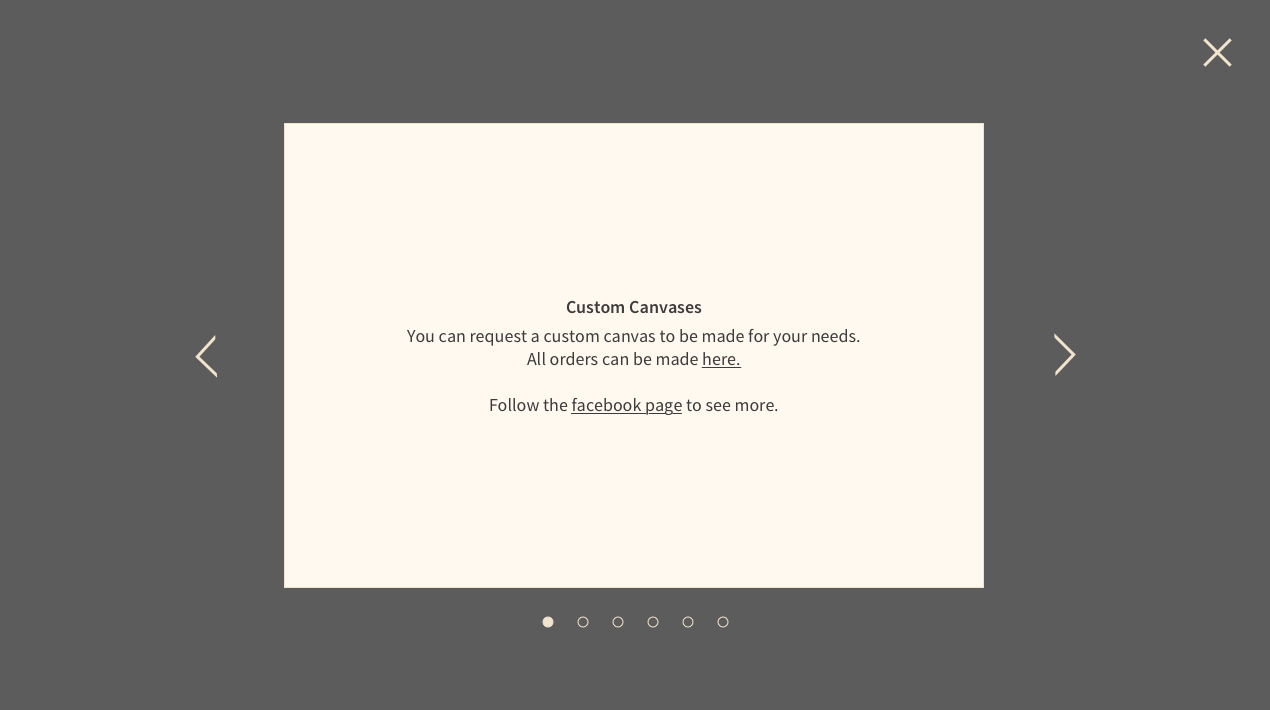 Custom Canvases
You can request a custom canvas to be made for your needs.
All orders can be made here.
Follow the facebook page to see more.